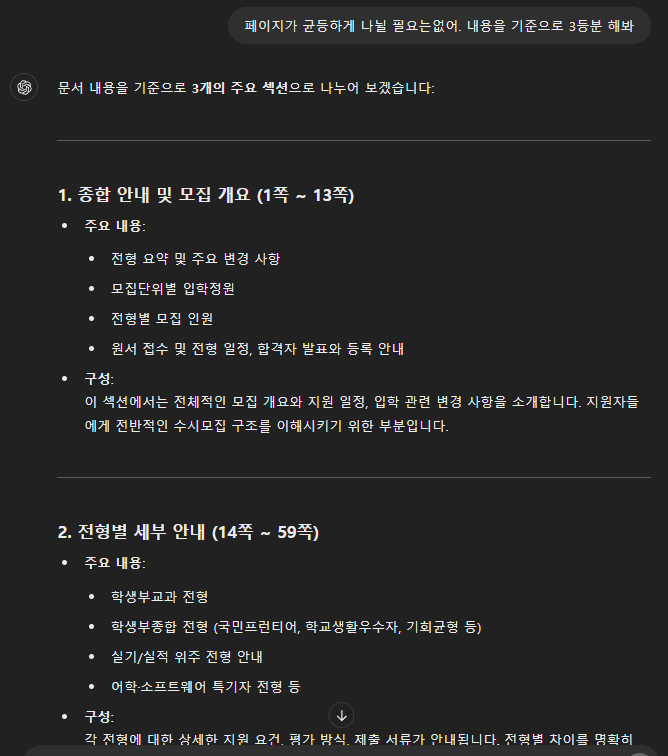 페이지가 균등하게 나뉠 필요는없어. 내용을 기준으로 3등분 해봐
문서 내용을 기준으로 3개의 주요 섹션으로 나누어 보겠습니다:
1. 종합 안내 및 모집 개요 (1쪽 ~ 13쪽)
• 주요 내용:
• 전형 요약 및 주요 변경 사항
• 모집단위별 입학정원
• 전형별 모집 인원
• 원서 접수 및 전형 일정, 합격자 발표와 등록 안내
• 구성:
이 섹션에서는 전체적인 모집 개요와 지원 일정, 입학 관련 변경 사항을 소개합니다. 지원자들
에게 전반적인 수시모집 구조를 이해시키기 위한 부분입니다.
2. 전형별 세부 안내 (14쪽 ~ 59쪽)
• 주요 내용:
• 학생부교과 전형
• 학생부종합 전형 (국민프런티어, 학교생활우수자, 기회균형 등)
• 실기/실적 위주 전형 안내
• 어학·소프트웨어 특기자 전형 등
• 구성:
각 전형에 대한 상세한 지원 요건, 평가 방식, 제출 서류가 안내됩니다. 전형별 차이를 명확히